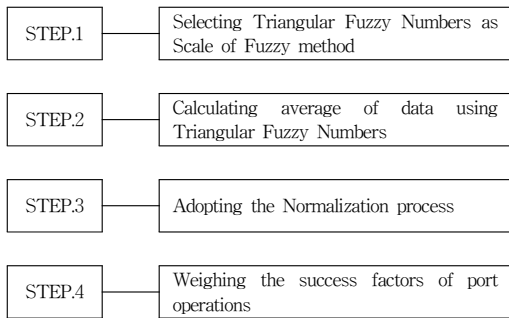 STEP.1
Selecting Triangular Fuzzy Numbers as
Scale of Fuzzy method
STEP.2
Calculating average of data using
Triangular Fuzzy Numbers
STEP.3
Adopting the Normalization process
STEP.4
Weighing the success factors of port
operations